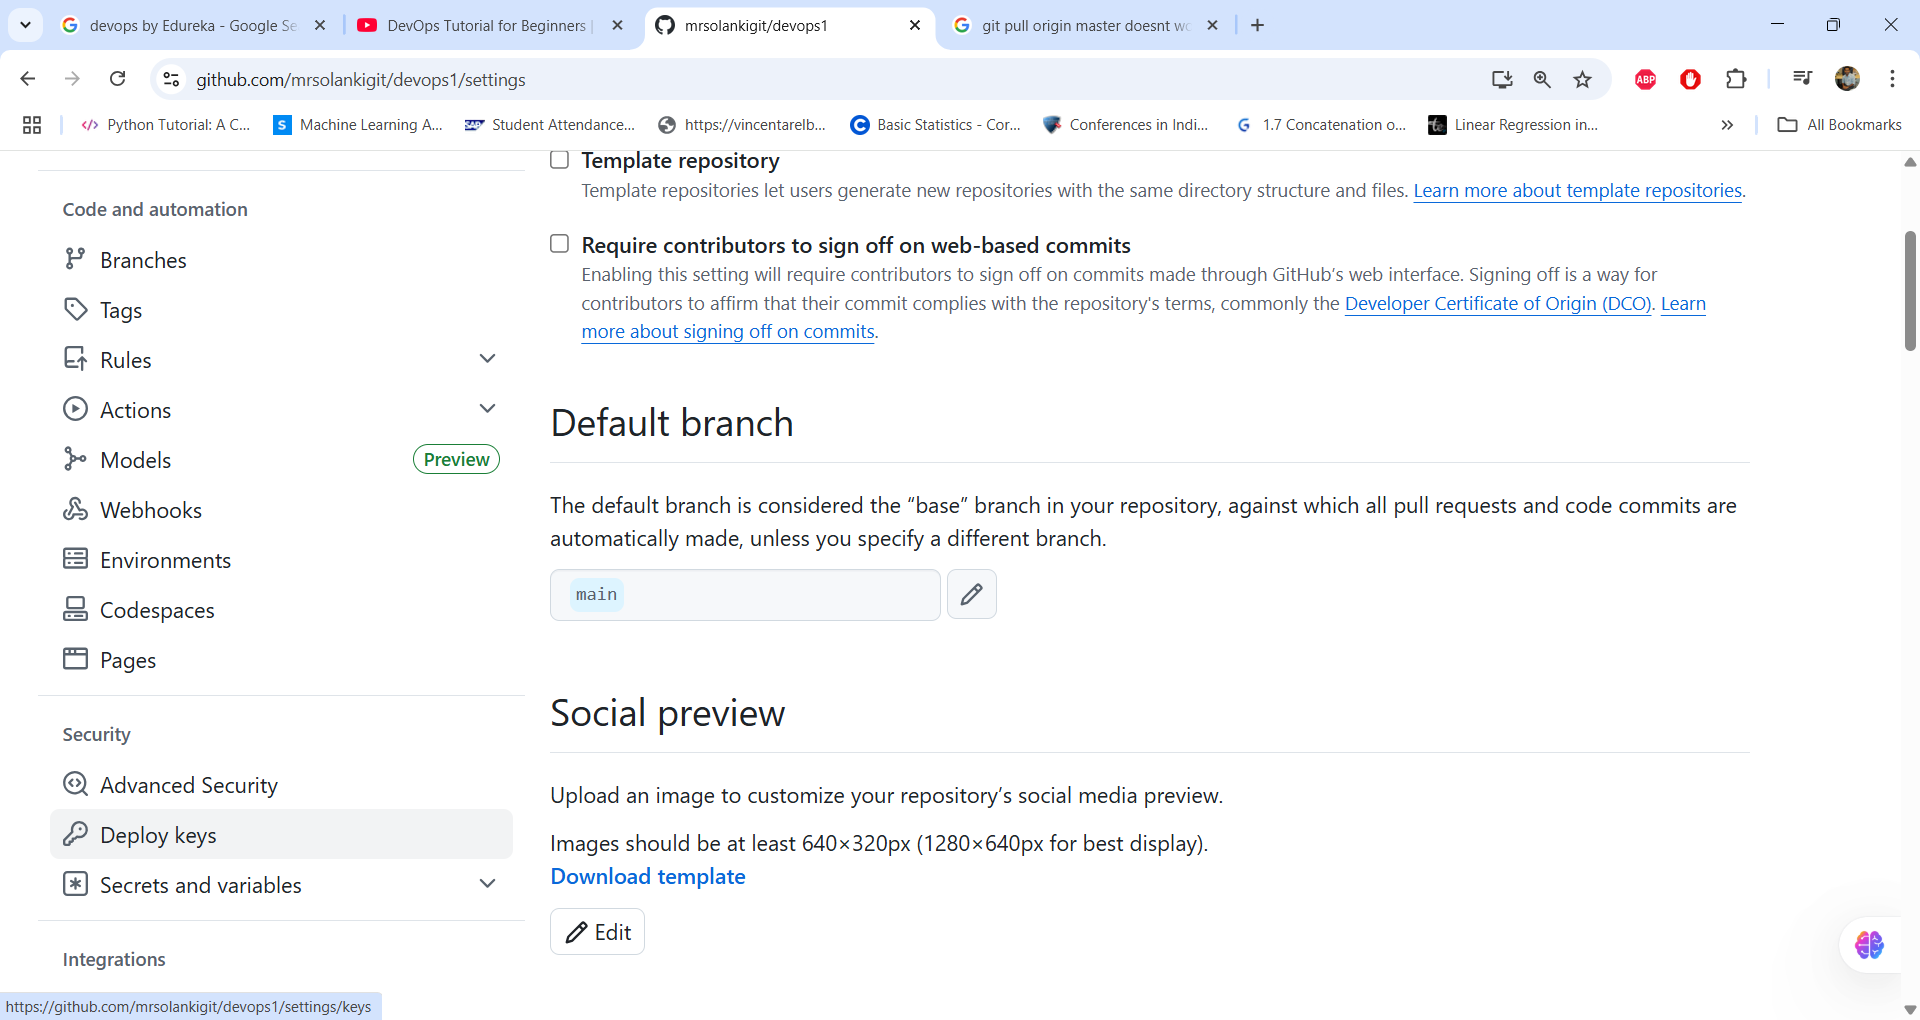 devops by Edureka - Google Se
DevOps Tutorial for Beginners |
mrsolankigit/devops1
git pull origin master doesnt wo
github.com/mrsolankigit/devops1/settings
ABP
Python Tutorial: A C...
S
Machine Learning A...
SAP
Student Attendance...
https://vincentarelb...
Basic Statistics - Cor...
Conferences in Indi...
1.7 Concatenation o...
Linear Regression in...
All Bookmarks
Template repository
Template repositories let users generate new repositories with the same directory structure and files. Learn more about template repositories.
Code and automation
Branches
Tags
Rules
Actions
Models
Preview
Webhooks
Environments
Codespaces
Pages
Security
Advanced Security
Deploy keys
Secrets and variables
Integrations
Require contributors to sign off on web-based commits
Enabling this setting will require contributors to sign off on commits made through GitHub’s web interface. Signing off is a way for
contributors to affirm that their commit complies with the repository's terms, commonly the Developer Certificate of Origin (DCO). Learn
more about signing off on commits.
Default branch
The default branch is considered the “base” branch in your repository, against which all pull requests and code commits are
automatically made, unless you specify a different branch.
main
Social preview
Upload an image to customize your repository’s social media preview.
Images should be at least 640×320px (1280×640px for best display).
Download template
Edit
https://github.com/mrsolankigit/devops1/settings/keys